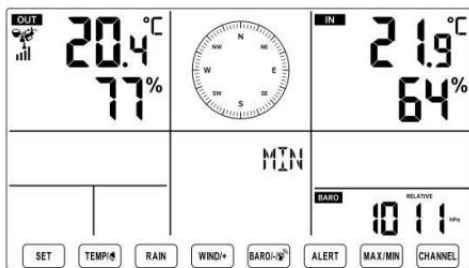 OUT
20.4°C
77%
N
NW NE
W E
SW SE
S
IN
21.9°C
64%
MIN
BARO
RELATIVE
1011 hPa
SET TEMP/ RAIN WIND/+ BARO/-/ ALERT MAX/MIN CHANNEL